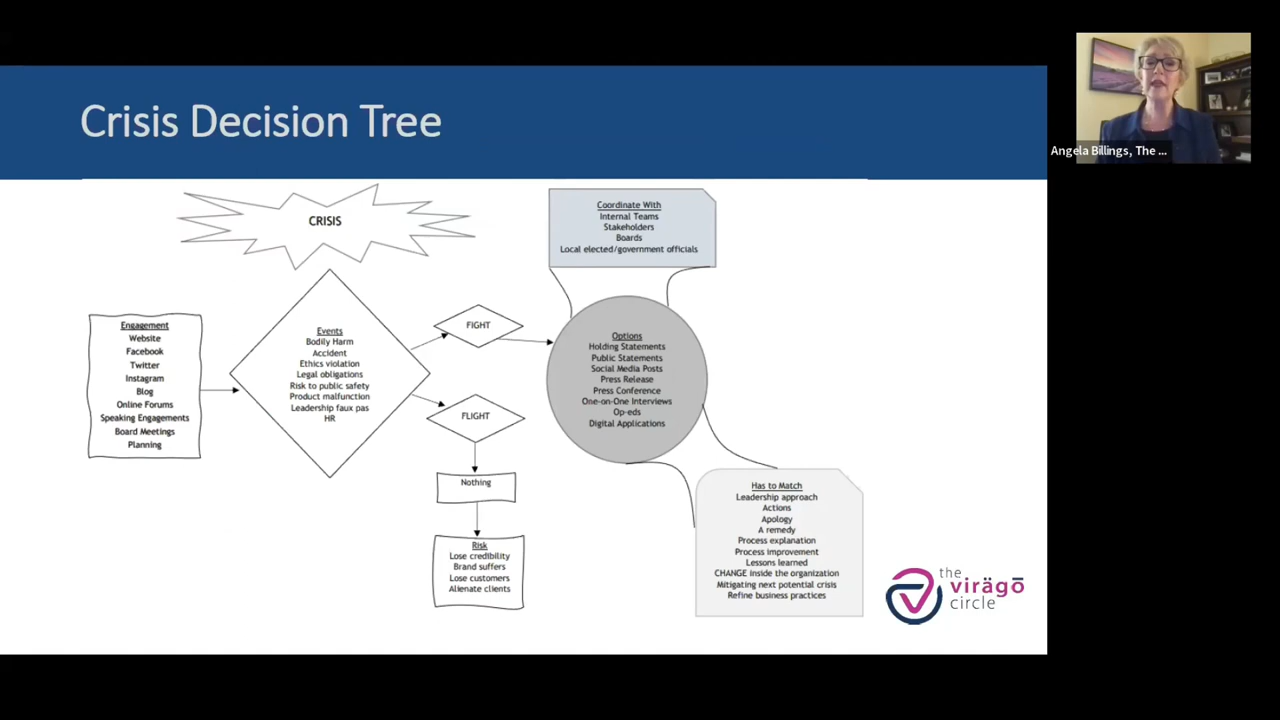 Crisis Decision Tree
Angela Billings, The ...
CRISIS
Coordinate With
Internal Teams
Stakeholders
Boards
Local elected/government officials
Engagement
Website
Facebook
Twitter
Instagram
Blog
Online Forums
Speaking Engagements
Board Meetings
Planning
Events
Bodily Harm
Accident
Ethics violation
Legal obligations
Risk to public safety
Product malfunction
Leadership faux pas
HR
FIGHT
FLIGHT
Nothing
Risk
Lose credibility
Brand suffers
Lose customers
Alienate clients
Options
Holding Statements
Public Statements
Social Media Posts
Press Release
Press Conference
One-on-One Interviews
Op-eds
Digital Applications
Has to Match
Leadership approach
Actions
Apology
A remedy
Process explanation
Process improvement
Lessons learned
CHANGE inside the organization
Mitigating next potential crisis
Refine business practices
the
virägō
circle